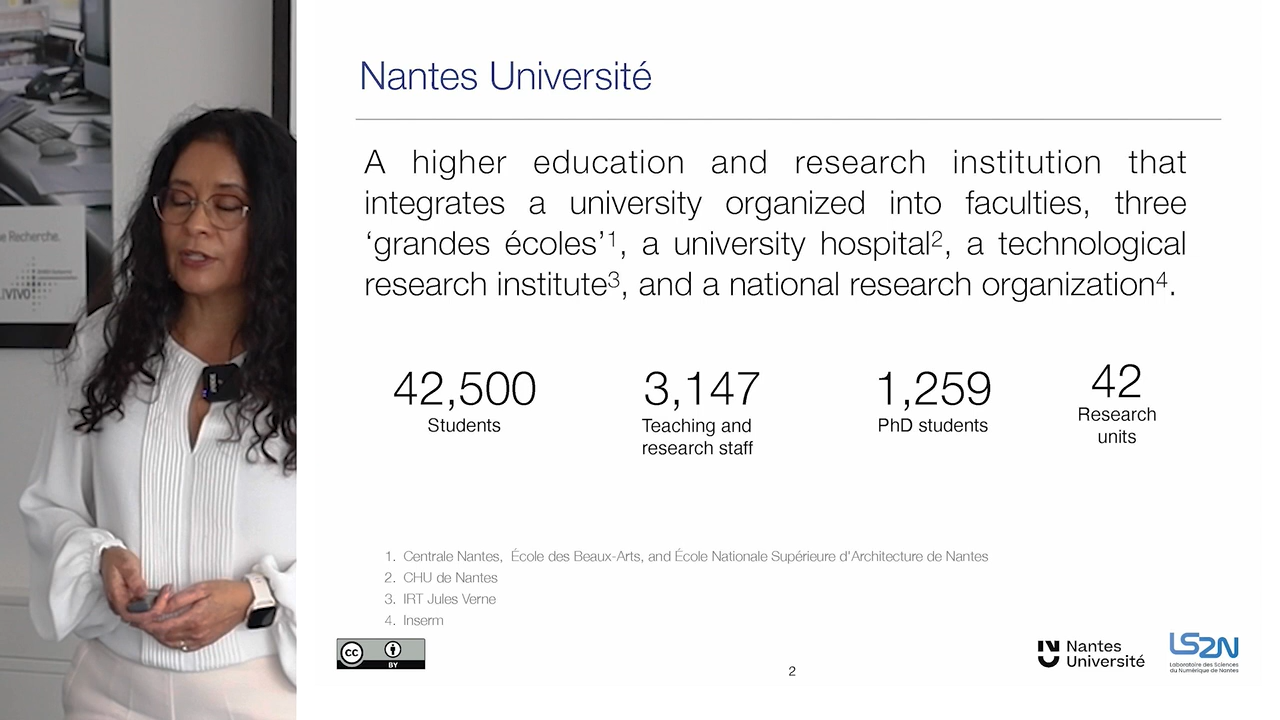 Nantes Université
A higher education and research institution that
integrates a university organized into faculties, three
‘grandes écoles’¹, a university hospital², a technological
research institute³, and a national research organization⁴.
42,500
Students
3,147
Teaching and
research staff
1,259
PhD students
42
Research
units
1. Centrale Nantes, École des Beaux-Arts, and École Nationale Supérieure d'Architecture de Nantes
2. CHU de Nantes
3. IRT Jules Verne
4. Inserm
cc
BY
2
Nantes
Université
LS2N
Laboratoire des Sciences
du Numérique de Nantes
Recherche.